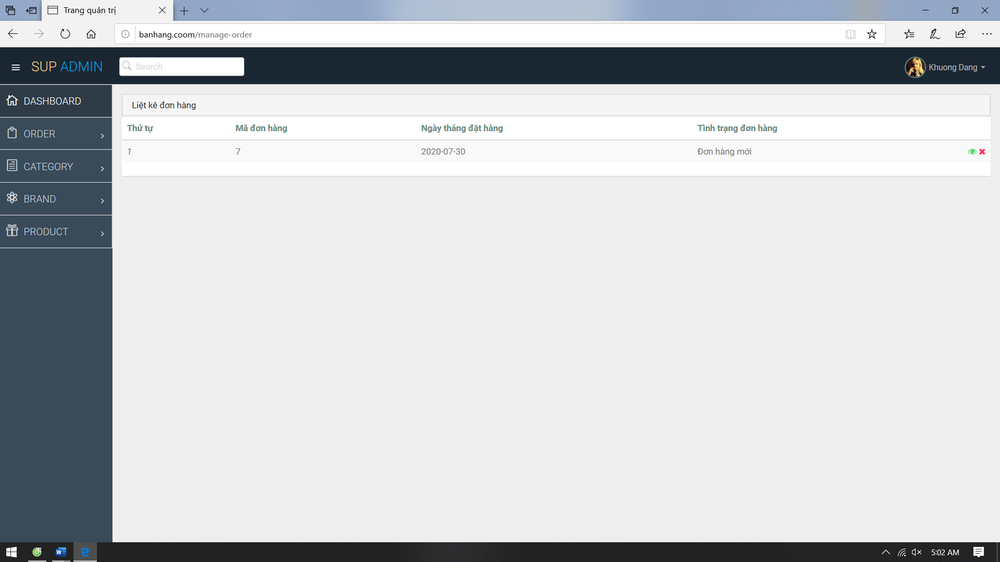 Trang quản trị
banhang.coom/manage-order
SUP ADMIN
Search
Khuong Dang
DASHBOARD
ORDER
CATEGORY
BRAND
PRODUCT
Liệt kê đơn hàng
Thứ tự Mã đơn hàng Ngày tháng đặt hàng Tình trạng đơn hàng
1 7 2020-07-30 Đơn hàng mới
5:02 AM